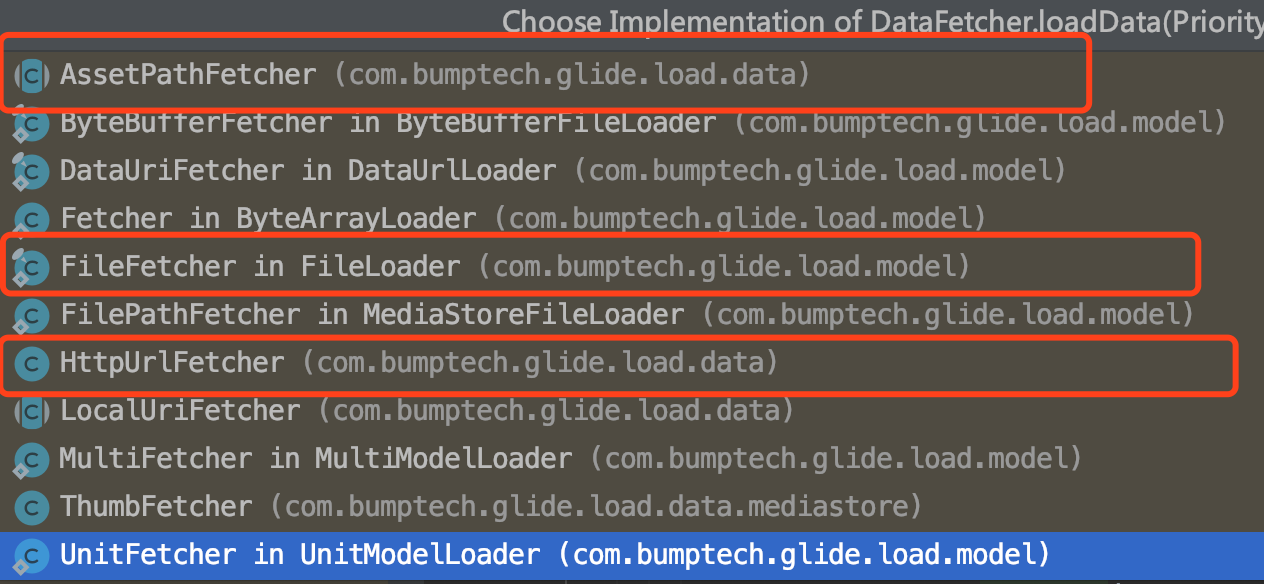 Choose Implementation of DataFetcher.loadData(Priority
C AssetPathFetcher (com.bumptech.glide.load.data)
C ByteBufferFetcher in ByteBufferFileLoader (com.bumptech.glide.load.model)
C DataUriFetcher in DataUrlLoader (com.bumptech.glide.load.model)
C Fetcher in ByteArrayLoader (com.bumptech.glide.load.model)
C FileFetcher in FileLoader (com.bumptech.glide.load.model)
C FilePathFetcher in MediaStoreFileLoader (com.bumptech.glide.load.model)
C HttpUrlFetcher (com.bumptech.glide.load.data)
C LocalUriFetcher (com.bumptech.glide.load.data)
C MultiFetcher in MultiModelLoader (com.bumptech.glide.load.model)
C ThumbFetcher (com.bumptech.glide.load.data.mediastore)
C UnitFetcher in UnitModelLoader (com.bumptech.glide.load.model)